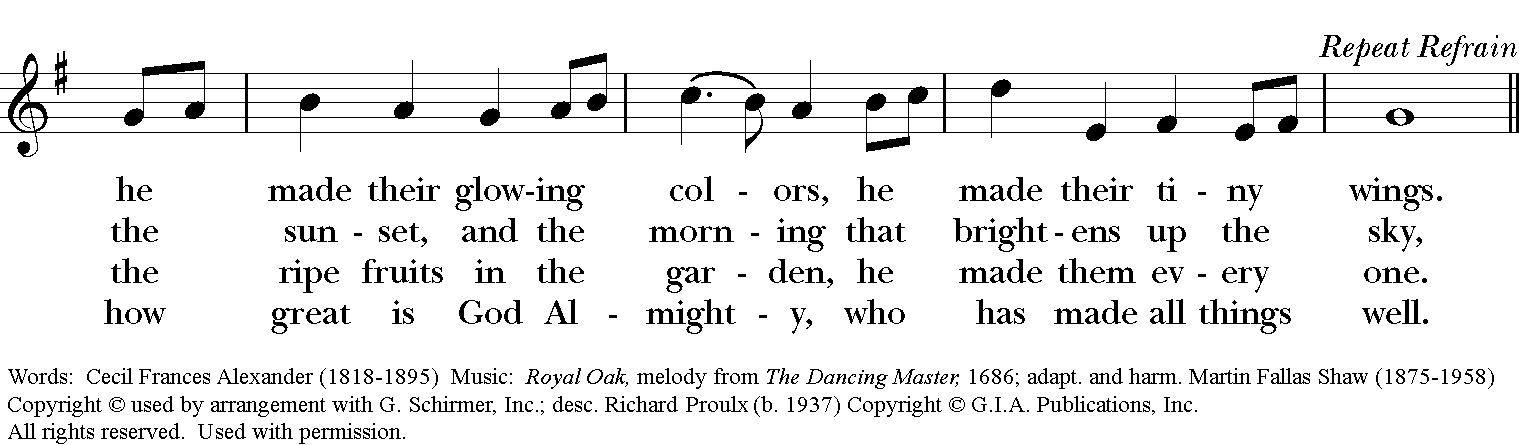 Repeat Refrain
he made their glow-ing col - ors, he made their ti - ny wings.
the sun - set, and the morn - ing that bright - ens up the sky,
the ripe fruits in the gar - den, he made them ev - ery one.
how great is God Al - might - y, who has made all things well.
Words: Cecil Frances Alexander (1818-1895) Music: Royal Oak, melody from The Dancing Master, 1686; adapt. and harm. Martin Fallas Shaw (1875-1958)
Copyright © used by arrangement with G. Schirmer, Inc.; desc. Richard Proulx (b. 1937) Copyright © G.I.A. Publications, Inc.
All rights reserved. Used with permission.